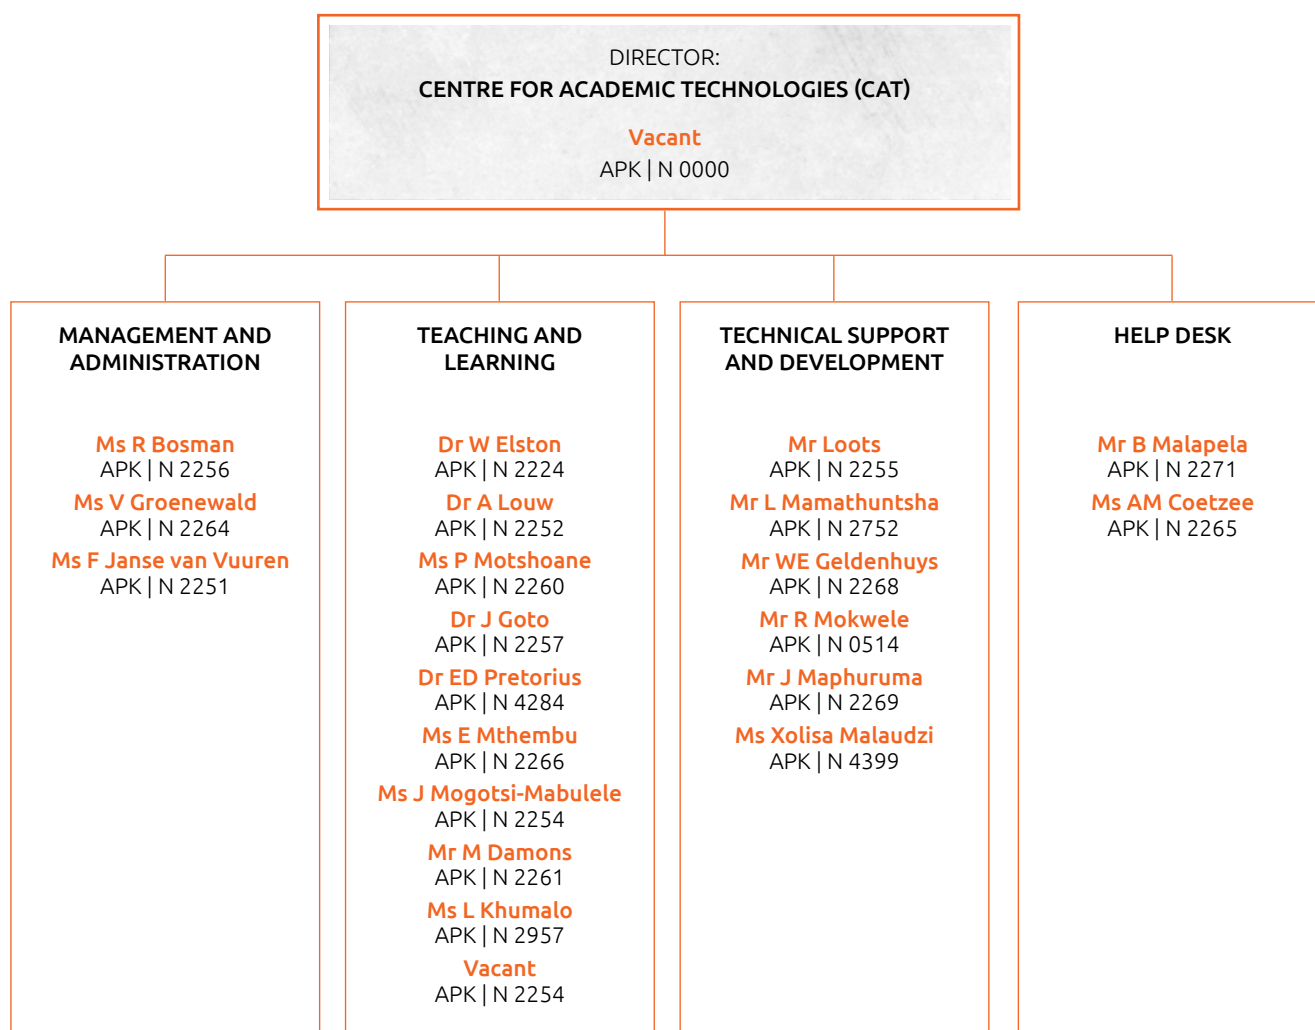 DIRECTOR:
CENTRE FOR ACADEMIC TECHNOLOGIES (CAT)
Vacant
APK | N 0000
MANAGEMENT AND
ADMINISTRATION
Ms R Bosman
APK | N 2256
Ms V Groenewald
APK | N 2264
Ms F Janse van Vuuren
APK | N 2251
TEACHING AND
LEARNING
Dr W Elston
APK | N 2224
Dr A Louw
APK | N 2252
Ms P Motshoane
APK | N 2260
Dr J Goto
APK | N 2257
Dr ED Pretorius
APK | N 4284
Ms E Mthembu
APK | N 2266
Ms J Mogotsi-Mabulele
APK | N 2254
Mr M Damons
APK | N 2261
Ms L Khumalo
APK | N 2957
Vacant
APK | N 2254
TECHNICAL SUPPORT
AND DEVELOPMENT
Mr Loots
APK | N 2255
Mr L Mamathuntsha
APK | N 2752
Mr WE Geldenhuys
APK | N 2268
Mr R Mokwele
APK | N 0514
Mr J Maphuruma
APK | N 2269
Ms Xolisa Malaudzi
APK | N 4399
HELP DESK
Mr B Malapela
APK | N 2271
Ms AM Coetzee
APK | N 2265